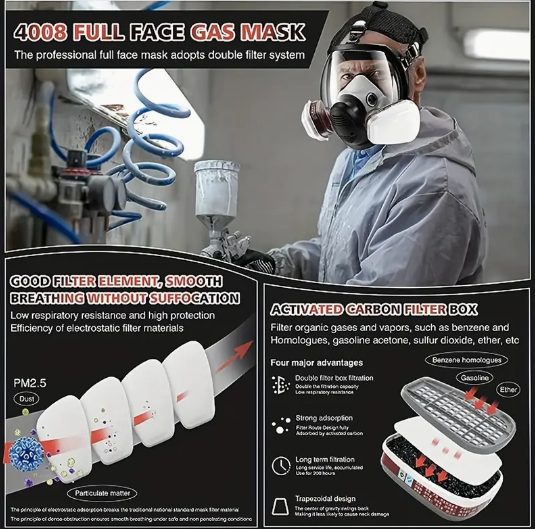 4008 FULL FACE GAS MASK
The professional full face mask adopts double filter system
GOOD FILTER ELEMENT, SMOOTH
BREATHING WITHOUT SUFFOCATION
Low respiratory resistance and high protection
Efficiency of electrostatic filter materials
PM2.5
Dust
Particulate matter
The principle of electrostatic adsorption breaks the traditional national standard mask filter material
The principle of dense obstruction ensures smooth breathing under safe and non penetrating conditions
ACTIVATED CARBON FILTER BOX
Filter organic gases and vapors, such as benzene and
Homologues, gasoline acetone, sulfur dioxide, ether, etc
Four major advantages
Benzene homologues
Gasoline
Ether
Double filter box filtration
Double the filtration capacity
Low respiratory resistance
Strong adsorption
Filter Route Design fully
Adsorbed by activated carbon
Long term filtration
Long service life, accumulated
Use for 200 hours
Trapezoidal design
The center of gravity swings back
Making it less likely to cause neck damage